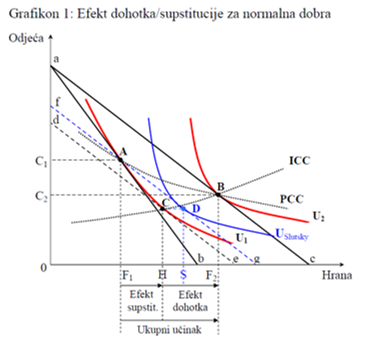 Grafikon 1: Efekt dohotka/supstitucije za normalna dobra
Odjeća
a
f
d
A
C₁
ICC
B
C₂
PCC
C
D
U₂
U₁
U_Slutsky
0
b
e
g
c
F₁
H
S
F₂
Hrana
Efekt
supstit.
Efekt
dohotka
Ukupni učinak